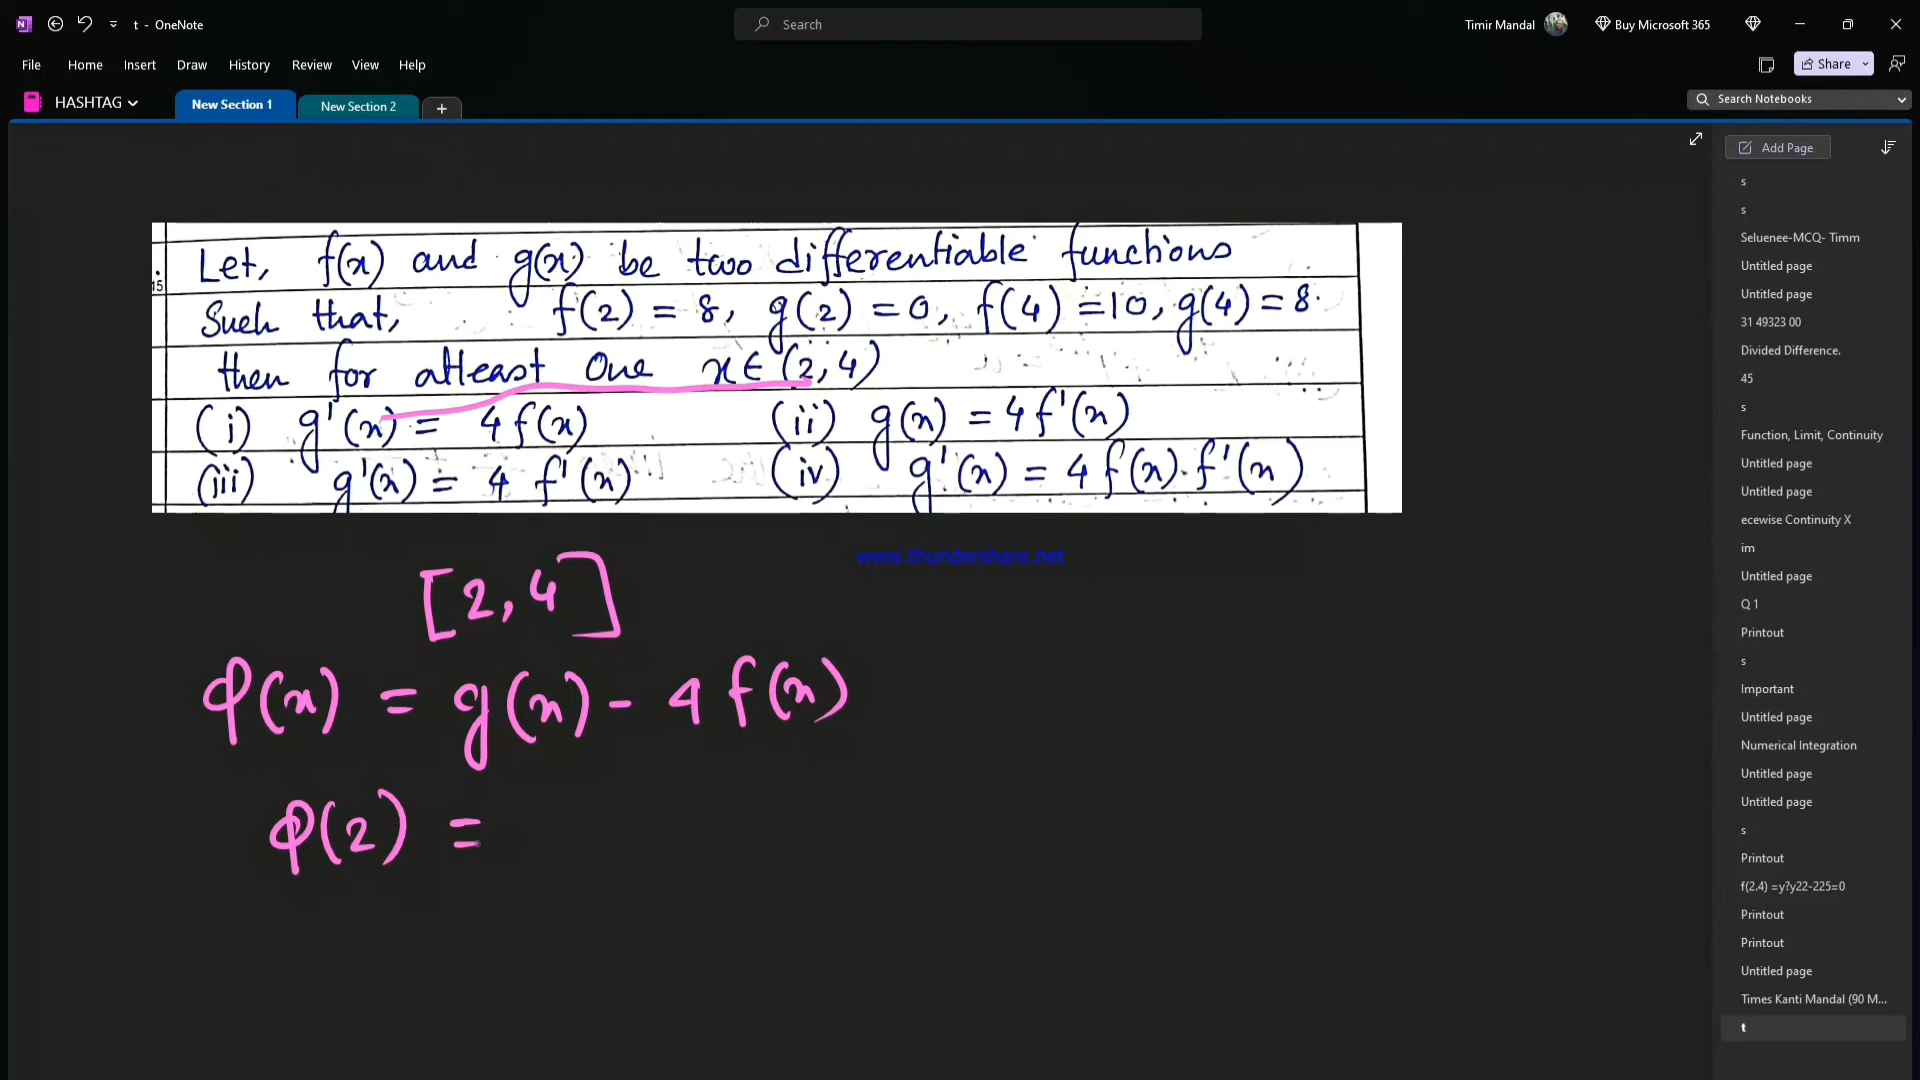 t - OneNote
Search
Timir Mandal
Buy Microsoft 365
File Home Insert Draw History Review View Help
Share
HASHTAG
New Section 1
New Section 2
+
Search Notebooks
Add Page
s
s
Seluenee-MCQ- Timm
Untitled page
Untitled page
31 49323 00
Divided Difference.
45
s
Function, Limit, Continuity
Untitled page
Untitled page
ecewise Continuity X
im
Untitled page
Q 1
Printout
s
Important
Untitled page
Numerical Integration
Untitled page
Untitled page
s
Printout
f(2.4) =y?y22-225=0
Printout
Printout
Untitled page
Times Kanti Mandal (90 M...
t
15
Let, f(x) and g(x) be two differentiable functions
Such that, f(2) = 8, g(2) = 0, f(4) = 10, g(4) = 8.
then for atleast One x ∈ (2, 4)
(i) g'(x) = 4 f(x) (ii) g(x) = 4 f'(x)
(iii) g'(x) = 4 f'(x) (iv) g'(x) = 4 f(x). f'(x)
www.thundershare.net
[2, 4]
φ(x) = g(x) - 4 f(x)
φ(2) =